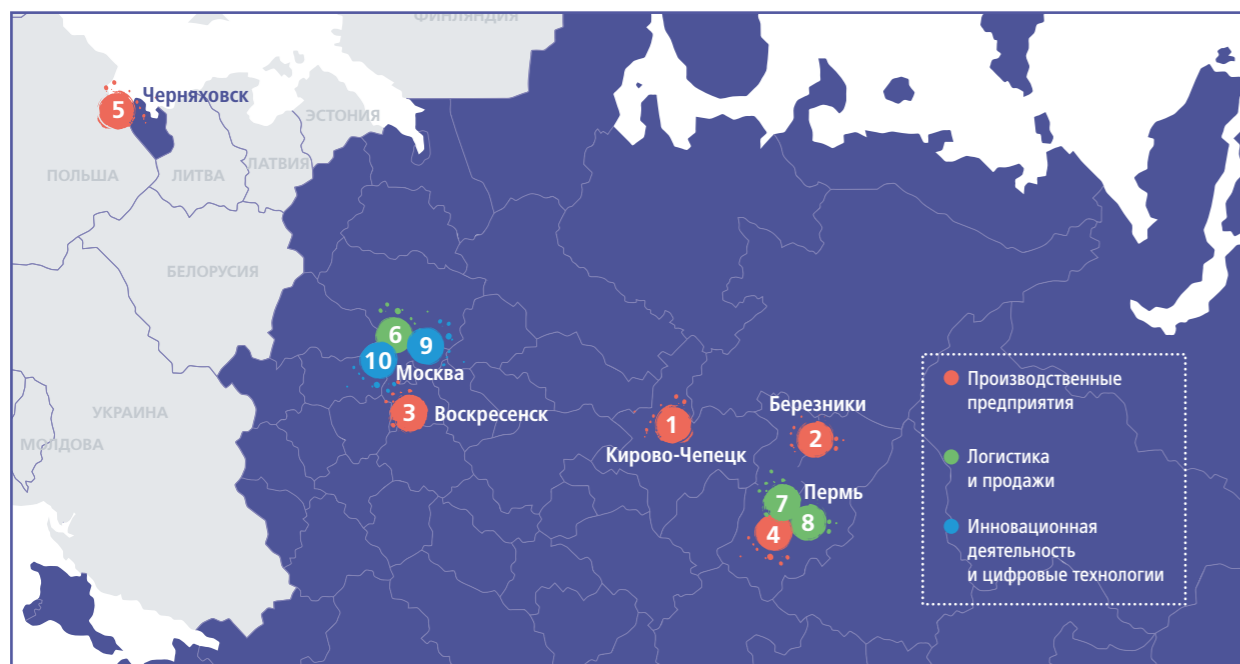 ФИНЛЯНДИЯ
5
Черняховск
ЭСТОНИЯ
ПОЛЬША
ЛИТВА
ЛАТВИЯ
БЕЛОРУСИЯ
6
9
10
Москва
3
Воскресенск
УКРАИНА
МОЛДОВА
1
Кирово-Чепецк
Березники
2
Пермь
7
8
4
Производственные
предприятия
Логистика
и продажи
Инновационная
деятельность
и цифровые технологии